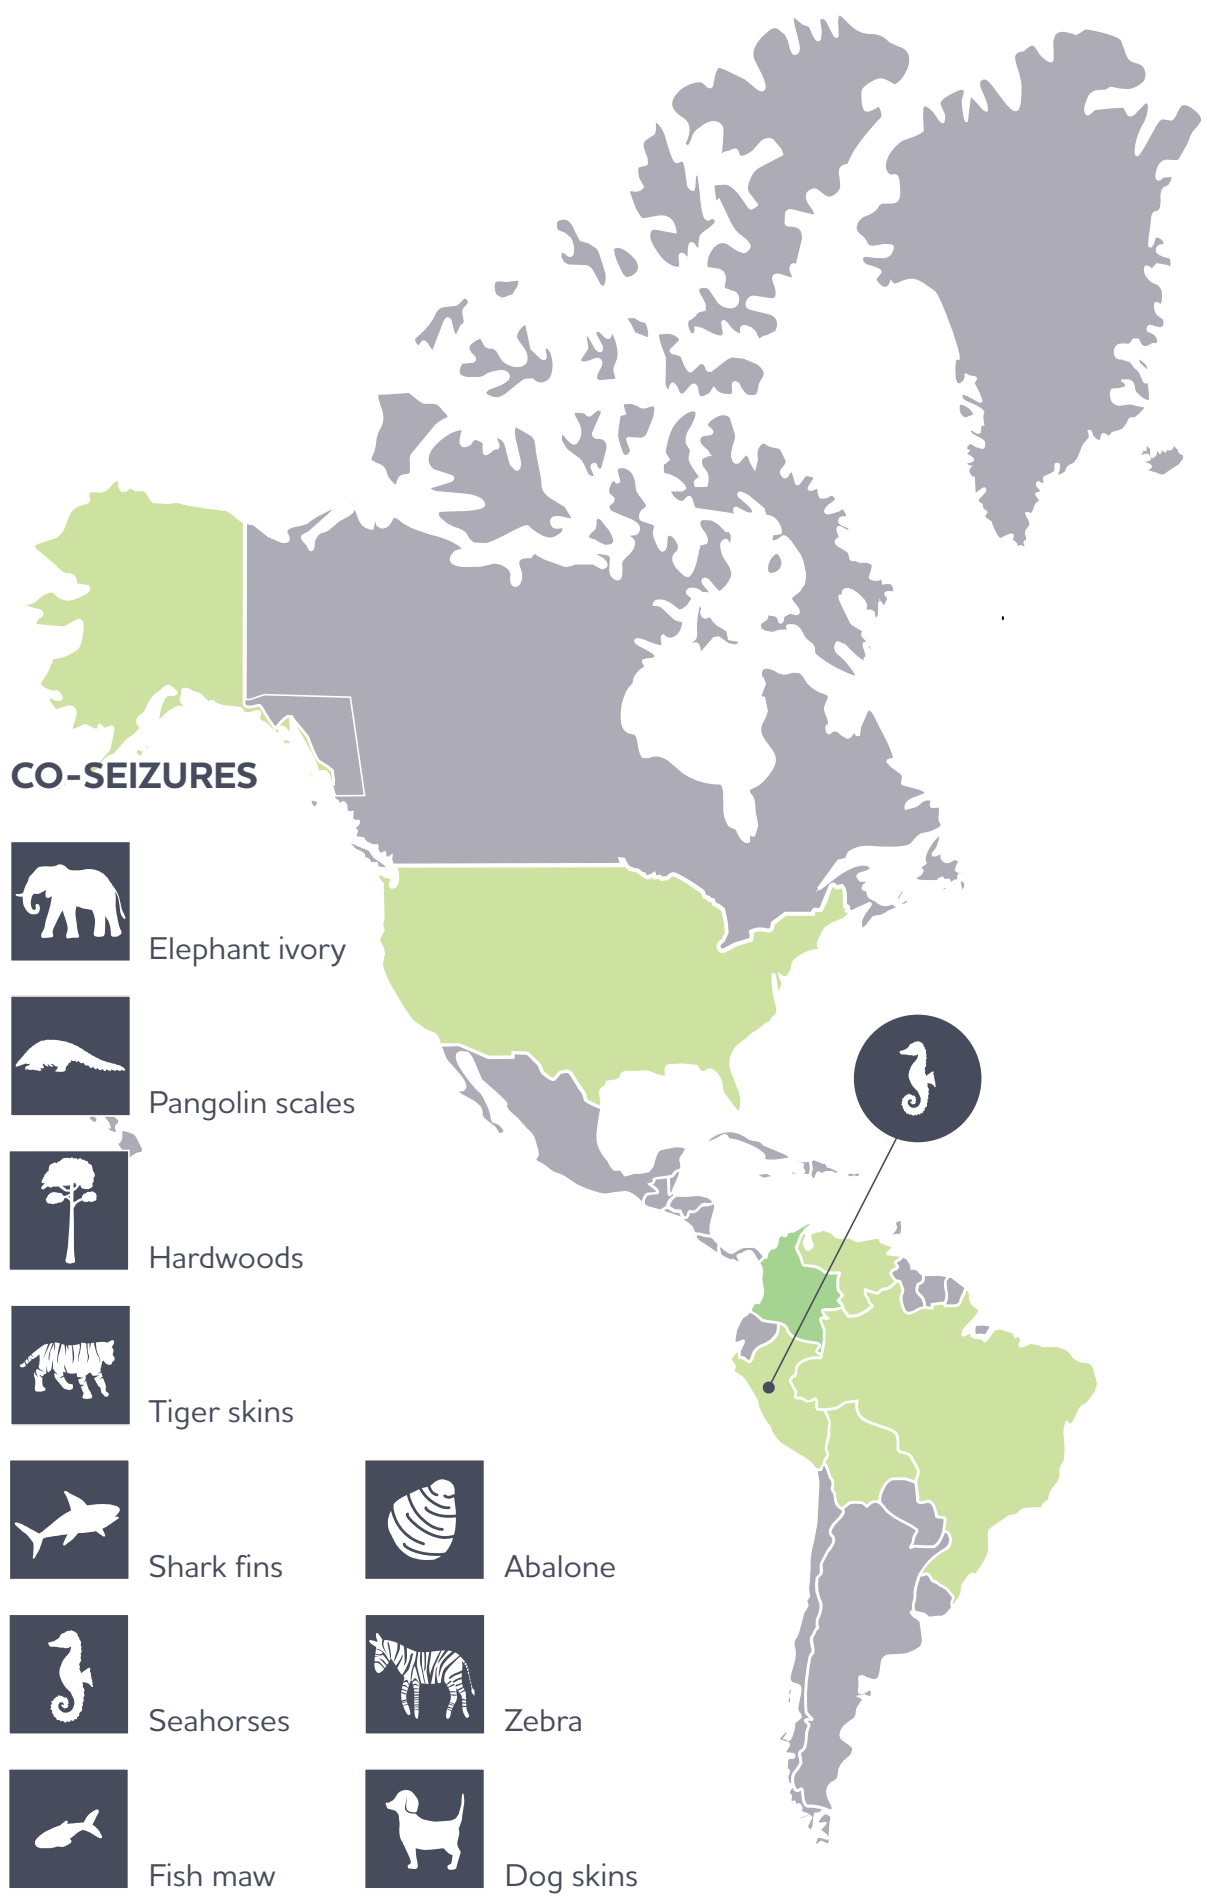 CO-SEIZURES
Elephant ivory
Pangolin scales
Hardwoods
Tiger skins
Shark fins
Abalone
Seahorses
Zebra
Fish maw
Dog skins